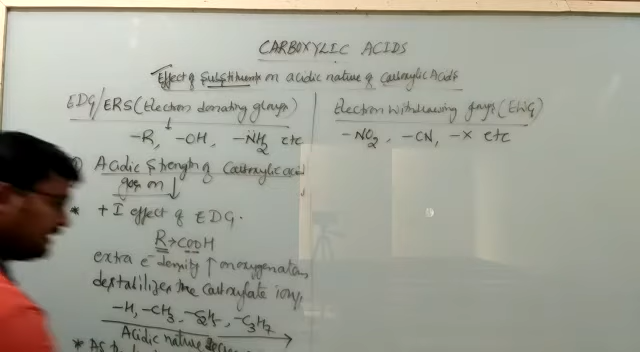 CARBOXYLIC ACIDS
Effect of Substituents on acidic nature of Carboxylic Acids
EDG/ERS (Electron donating groups)
-R, -OH, -NH2 etc
Acidic Strength of Carboxylic acid
goes on ↓
* +I effect of EDG.
R→COOH
extra e⁻ density ↑ on oxygen atom,
destabilizes the carboxylate ion,
-H, -CH3, -C2H5, -C3H7
Acidic nature
Electron withdrawing groups (EWG)
-NO2, -CN, -X etc